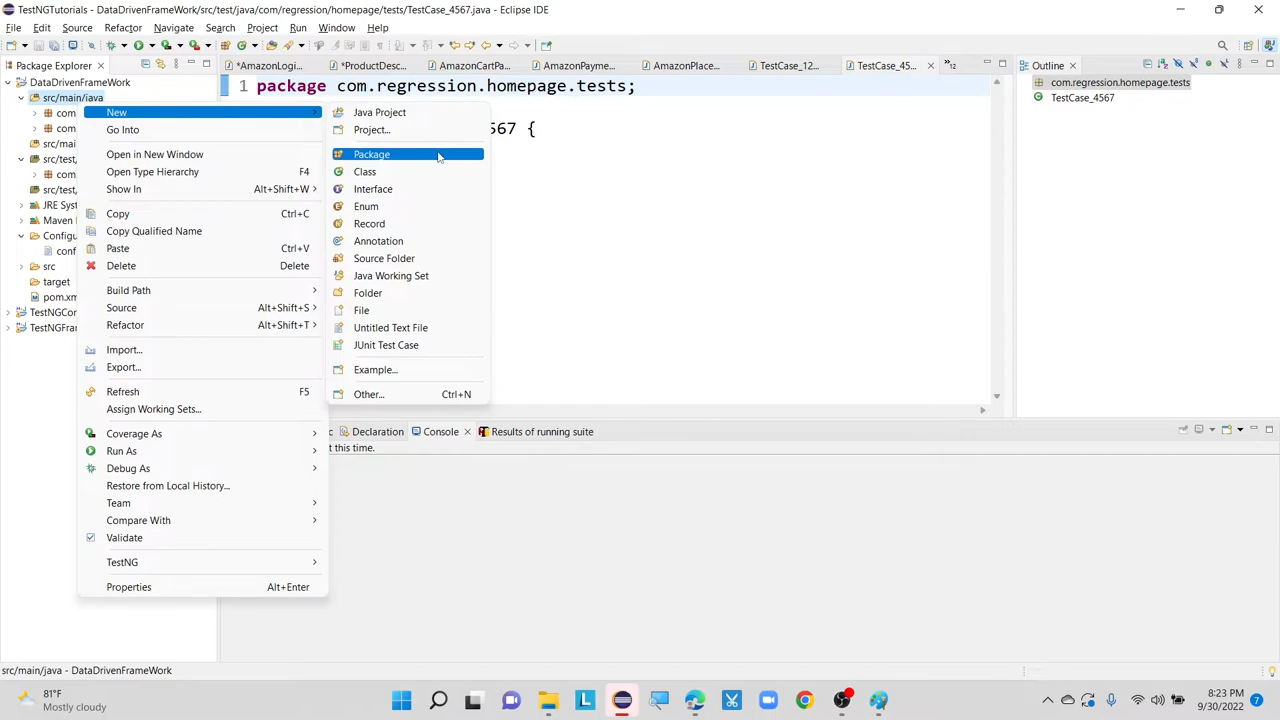 TestNGTutorials - DataDrivenFrameWork/src/test/java/com/regression/homepage/tests/TestCase_4567.java - Eclipse IDE
File Edit Source Refactor Navigate Search Project Run Window Help
Package Explorer
*AmazonLogi... *ProductDesc... AmazonCartPa... AmazonPayme... AmazonPlace... TestCase_12... TestCase_45... 12
Outline
DataDrivenFrameWork
src/main/java
com
com
src/mai
src/test,
com
src/test,
JRE Syst
Maven
Configu
conf
src
target
pom.xm
TestNGCor
TestNGFra
1 package com.regression.homepage.tests;
567 {
com.regression.homepage.tests
TestCase_4567
New
Go Into
Open in New Window
Open Type Hierarchy F4
Show In Alt+Shift+W
Copy Ctrl+C
Copy Qualified Name
Paste Ctrl+V
Delete Delete
Build Path
Source Alt+Shift+S
Refactor Alt+Shift+T
Import...
Export...
Refresh F5
Assign Working Sets...
Coverage As
Run As
Debug As
Restore from Local History...
Team
Compare With
Validate
TestNG
Properties Alt+Enter
Java Project
Project...
Package
Class
Interface
Enum
Record
Annotation
Source Folder
Java Working Set
Folder
File
Untitled Text File
JUnit Test Case
Example...
Other... Ctrl+N
c Declaration Console Results of running suite
t this time.
src/main/java - DataDrivenFrameWork
81°F
Mostly cloudy
8:23 PM
9/30/2022
7